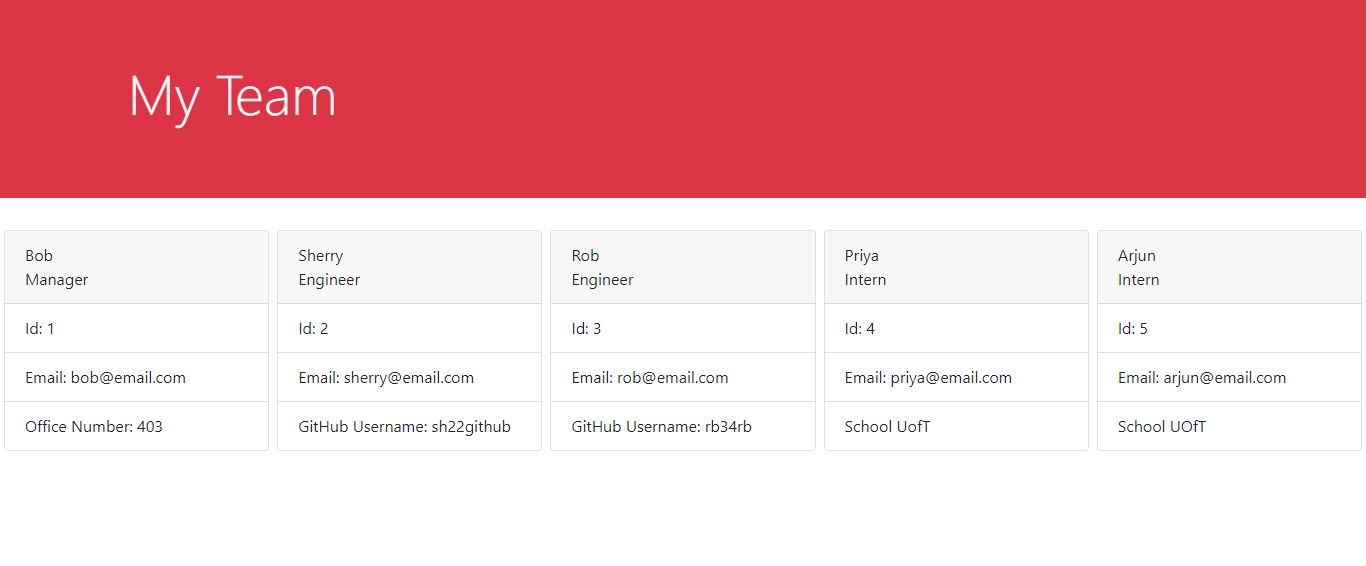 My Team
Bob
Manager
Id: 1
Email: bob@email.com
Office Number: 403
Sherry
Engineer
Id: 2
Email: sherry@email.com
GitHub Username: sh22github
Rob
Engineer
Id: 3
Email: rob@email.com
GitHub Username: rb34rb
Priya
Intern
Id: 4
Email: priya@email.com
School UofT
Arjun
Intern
Id: 5
Email: arjun@email.com
School UOfT